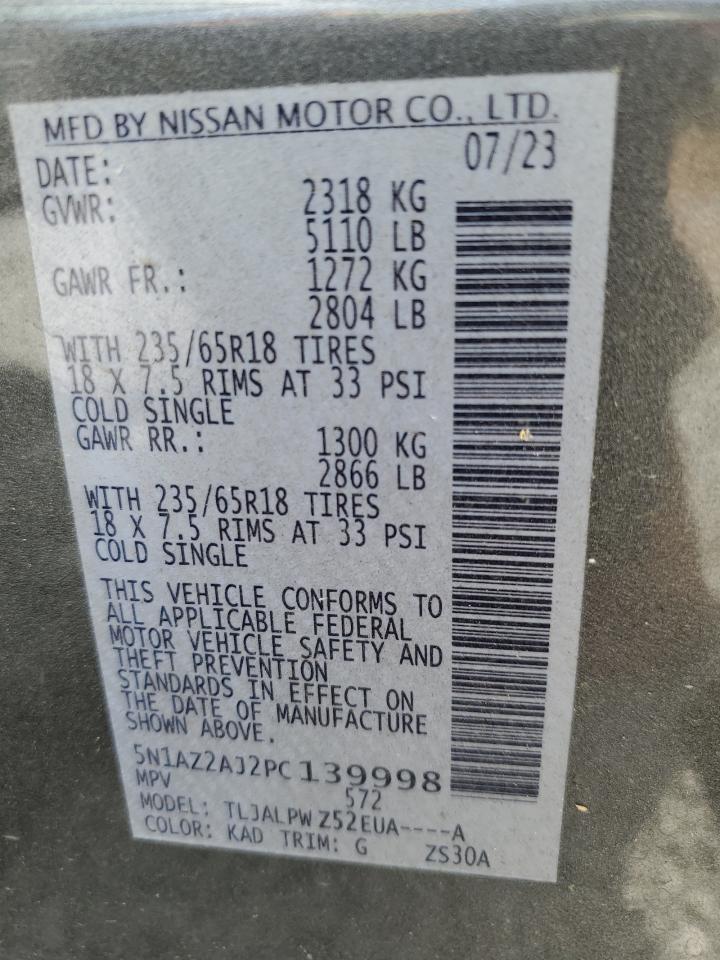 MFD BY NISSAN MOTOR CO., LTD.
DATE: 07/23
GVWR: 2318 KG
5110 LB
GAWR FR.: 1272 KG
2804 LB
WITH 235/65R18 TIRES
18 X 7.5 RIMS AT 33 PSI
COLD SINGLE
GAWR RR.: 1300 KG
2866 LB
WITH 235/65R18 TIRES
18 X 7.5 RIMS AT 33 PSI
COLD SINGLE
THIS VEHICLE CONFORMS TO
ALL APPLICABLE FEDERAL
MOTOR VEHICLE SAFETY AND
THEFT PREVENTION
STANDARDS IN EFFECT ON
THE DATE OF MANUFACTURE
SHOWN ABOVE.
5N1AZ2AJ2PC139998
MPV 572
MODEL: TLJALPW Z52EUA----A
COLOR: KAD TRIM: G ZS30A